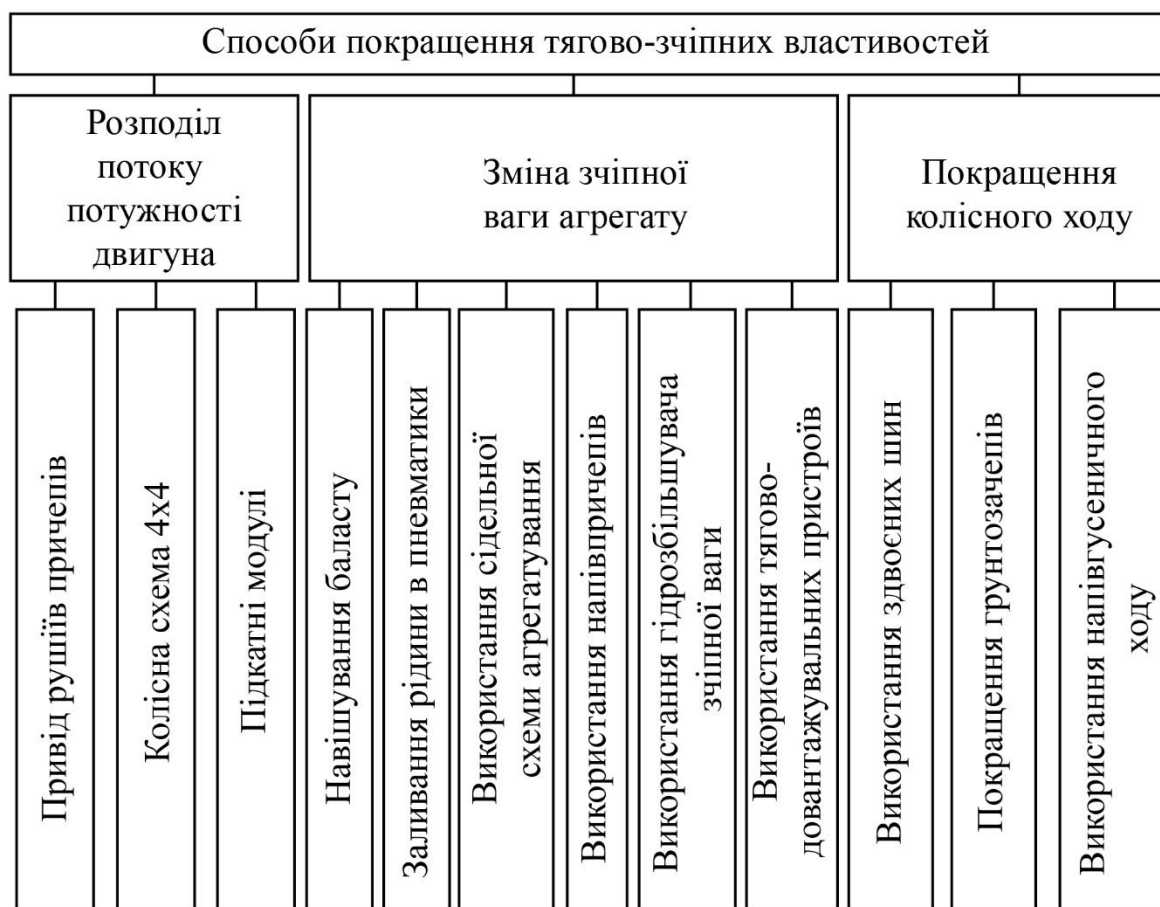 Способи покращення тягово-зчіпних властивостей
Розподіл
потоку
потужності
двигуна
Зміна зчіпної
ваги агрегату
Покращення
колісного ходу
Привід рушіїв причепів
Колісна схема 4х4
Підкатні модулі
Навішування баласту
Заливання рідини в пневматики
Використання сідельної
схеми агрегатування
Використання напівпричепів
Використання гідрозбільшувача
зчіпної ваги
Використання тягово-
довантажувальних пристроїв
Використання здвоєних шин
Покращення грунтозачепів
Використання напівгусеничного
ходу